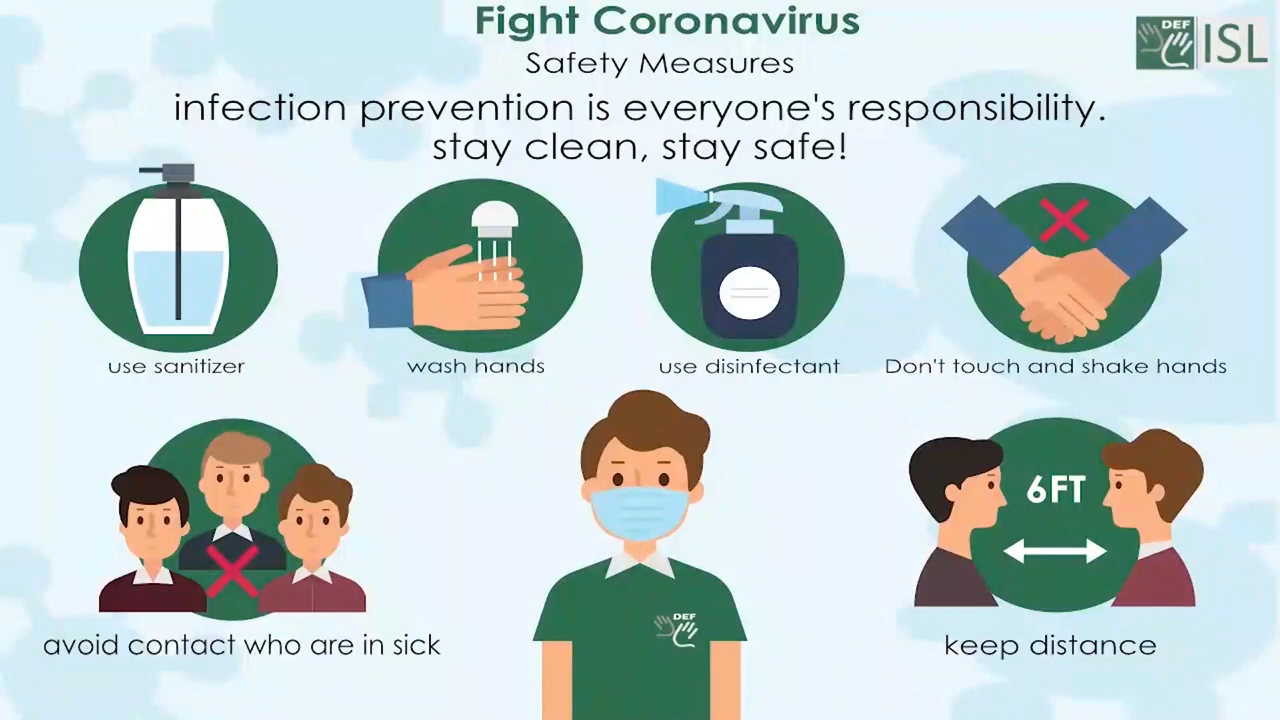 Fight Coronavirus
DEF
ISL
Safety Measures
infection prevention is everyone's responsibility.
stay clean, stay safe!
use sanitizer
wash hands
use disinfectant
Don't touch and shake hands
6FT
DEF
avoid contact who are in sick
keep distance